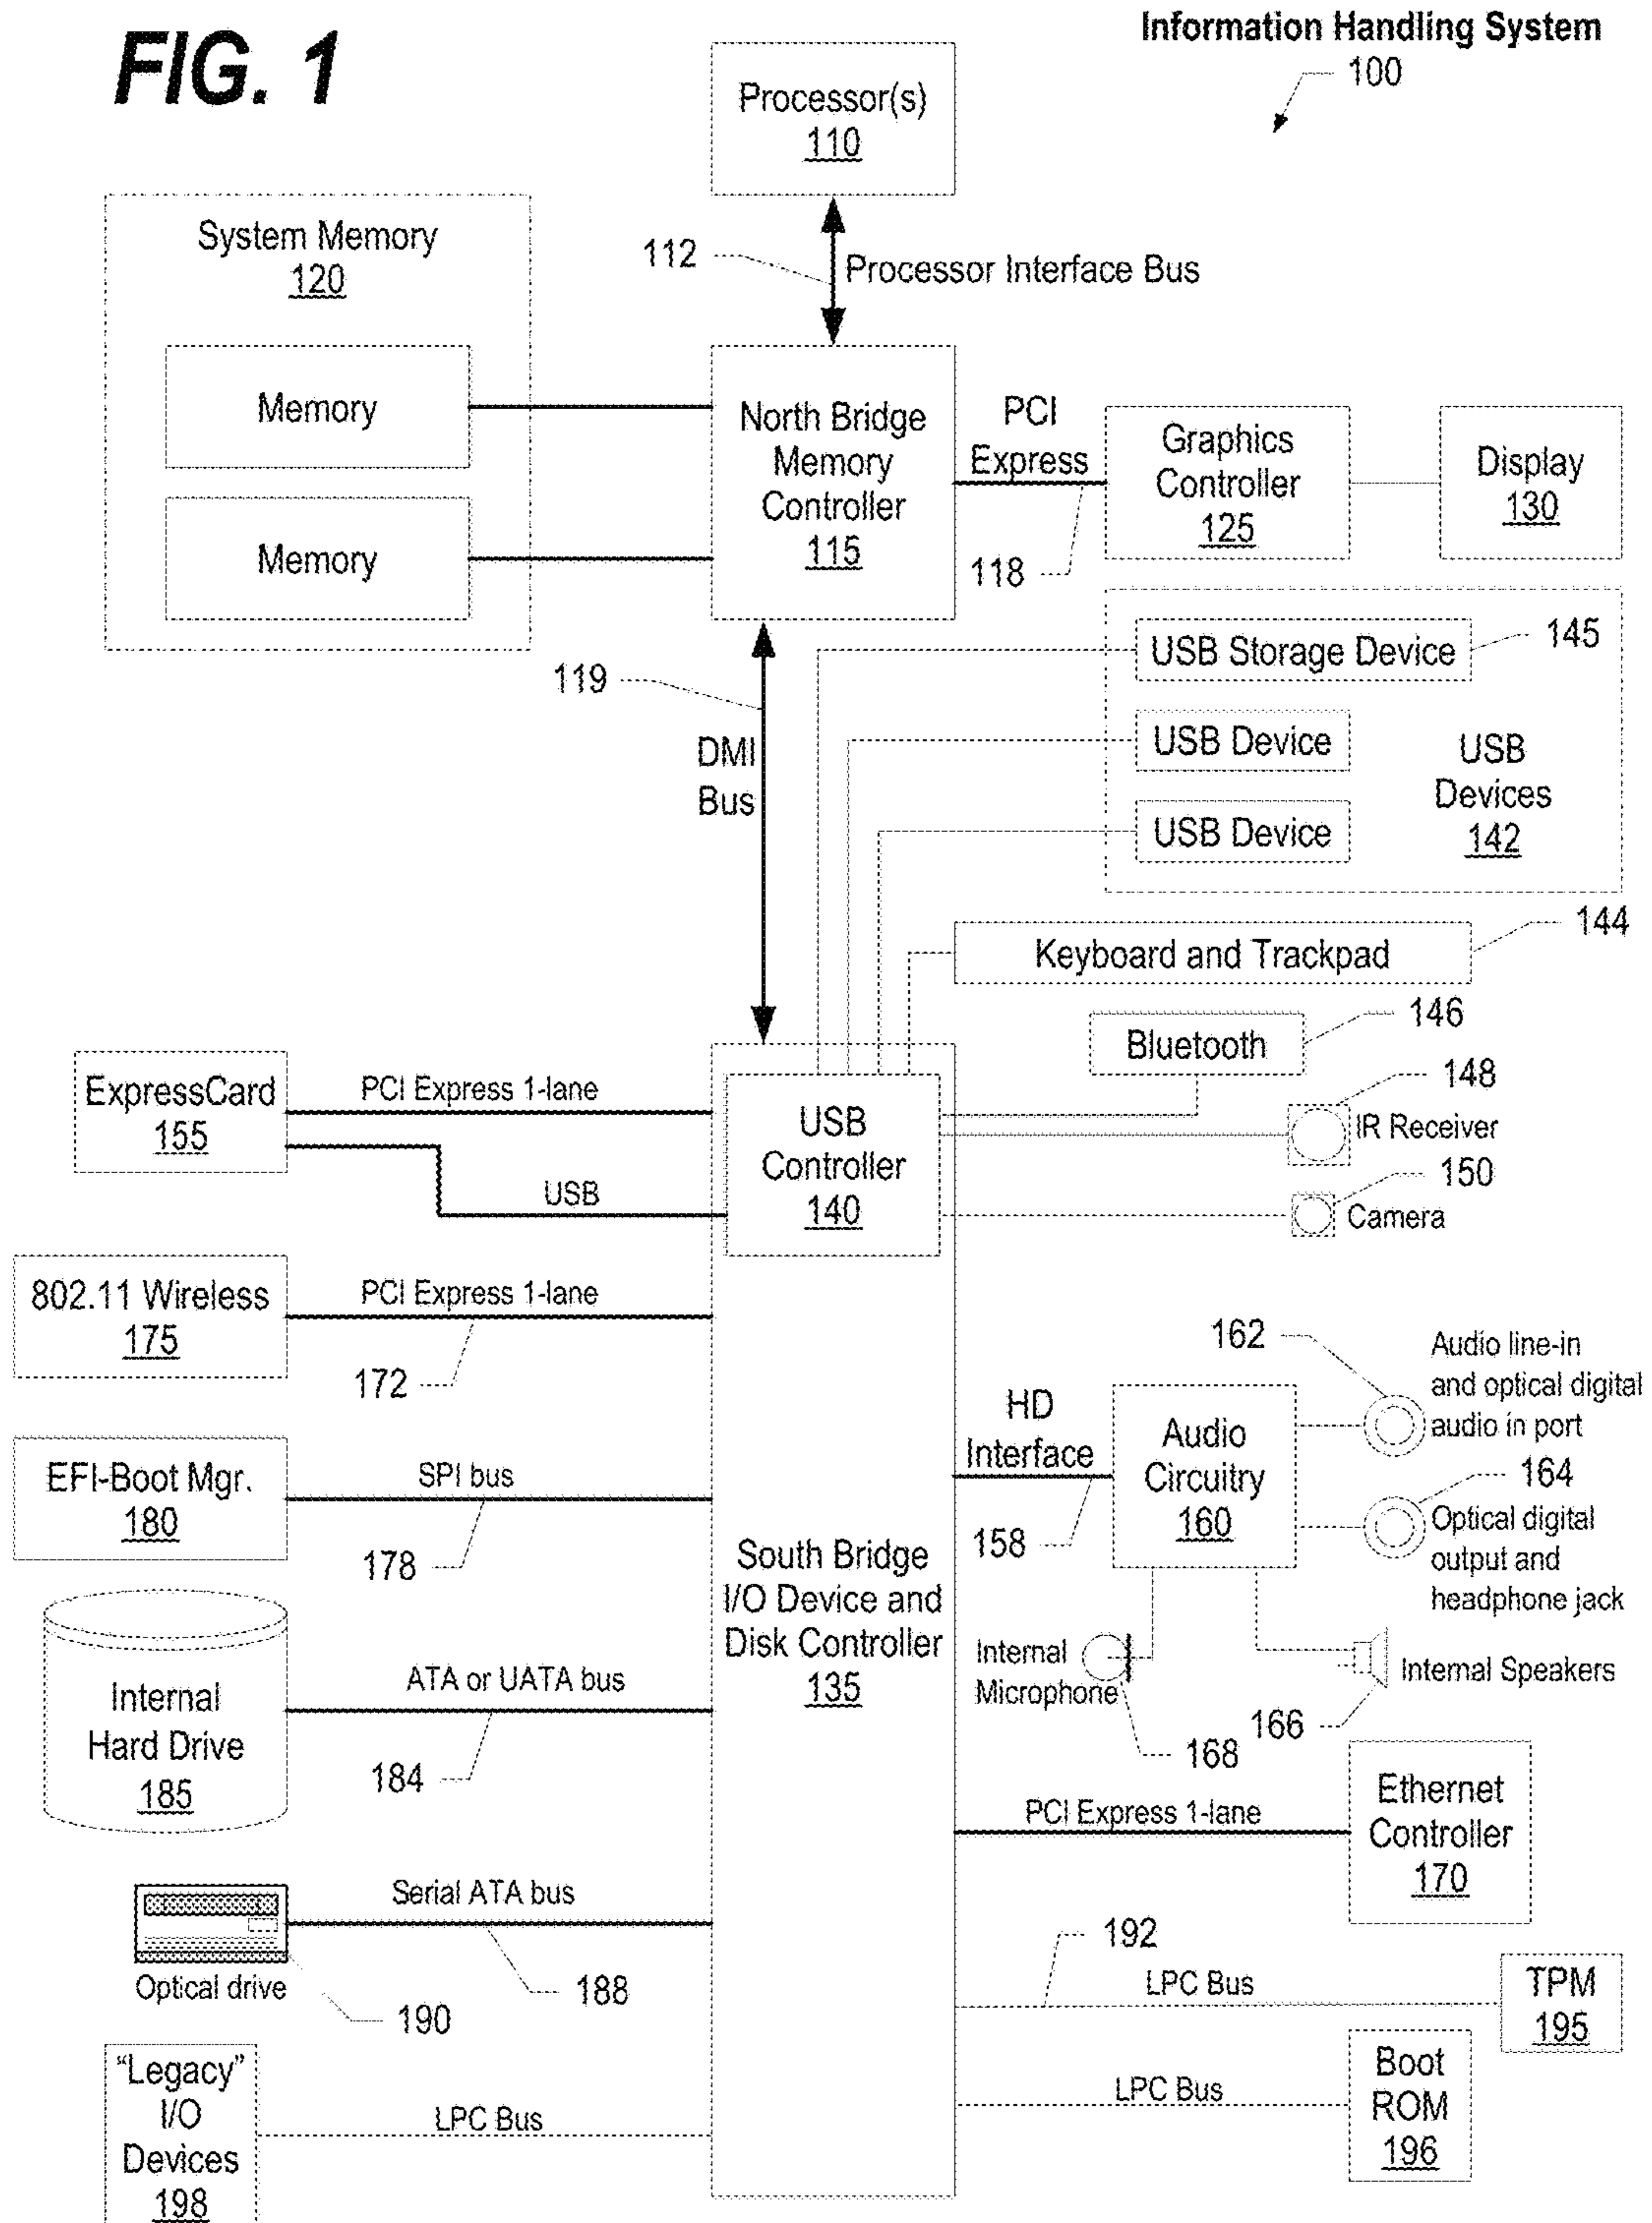 FIG. 1
Information Handling System
100
Processor(s)
110
System Memory
120
112
Processor Interface Bus
Memory
Memory
North Bridge
Memory
Controller
115
PCI
Express
118
Graphics
Controller
125
Display
130
119
DMI
Bus
USB Storage Device
145
USB Device
USB Device
USB
Devices
142
144
Keyboard and Trackpad
146
Bluetooth
148
IR Receiver
150
Camera
ExpressCard
155
PCI Express 1-lane
USB
USB
Controller
140
802.11 Wireless
175
PCI Express 1-lane
172
EFI-Boot Mgr.
180
SPI bus
178
South Bridge
I/O Device and
Disk Controller
135
HD
Interface
158
Audio
Circuitry
160
162
Audio line-in
and optical digital
audio in port
164
Optical digital
output and
headphone jack
Internal
Microphone
168
166
Internal Speakers
Internal
Hard Drive
185
ATA or UATA bus
184
PCI Express 1-lane
Ethernet
Controller
170
Serial ATA bus
188
Optical drive
190
192
LPC Bus
TPM
195
"Legacy"
I/O
Devices
198
LPC Bus
LPC Bus
Boot
ROM
196